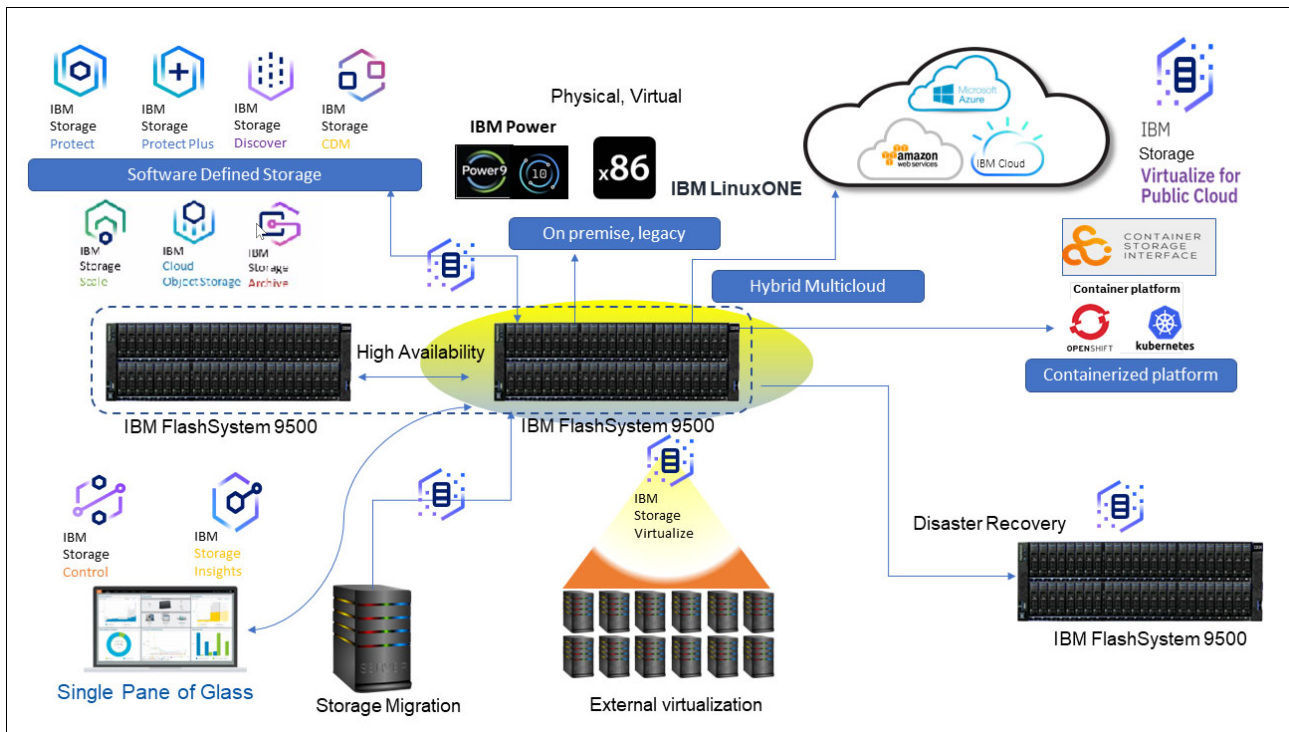 IBM
Storage
Protect
IBM
Storage
Protect Plus
IBM
Storage
Discover
IBM
Storage
CDM
Software Defined Storage
IBM
Storage
Scale
IBM
Cloud
Object Storage
IBM
Storage
Archive
Physical, Virtual
IBM Power
Power9
10
x86
IBM LinuxONE
On premise, legacy
Microsoft
Azure
amazon
web services
IBM Cloud
Hybrid Multicloud
IBM
Storage
Virtualize for
Public Cloud
CONTAINER
STORAGE
INTERFACE
Container platform
OPENSHIFT
kubernetes
Containerized platform
High Availability
IBM FlashSystem 9500
IBM FlashSystem 9500
IBM
Storage
Control
IBM
Storage
Insights
Single Pane of Glass
Storage Migration
IBM
Storage
Virtualize
External virtualization
Disaster Recovery
IBM FlashSystem 9500